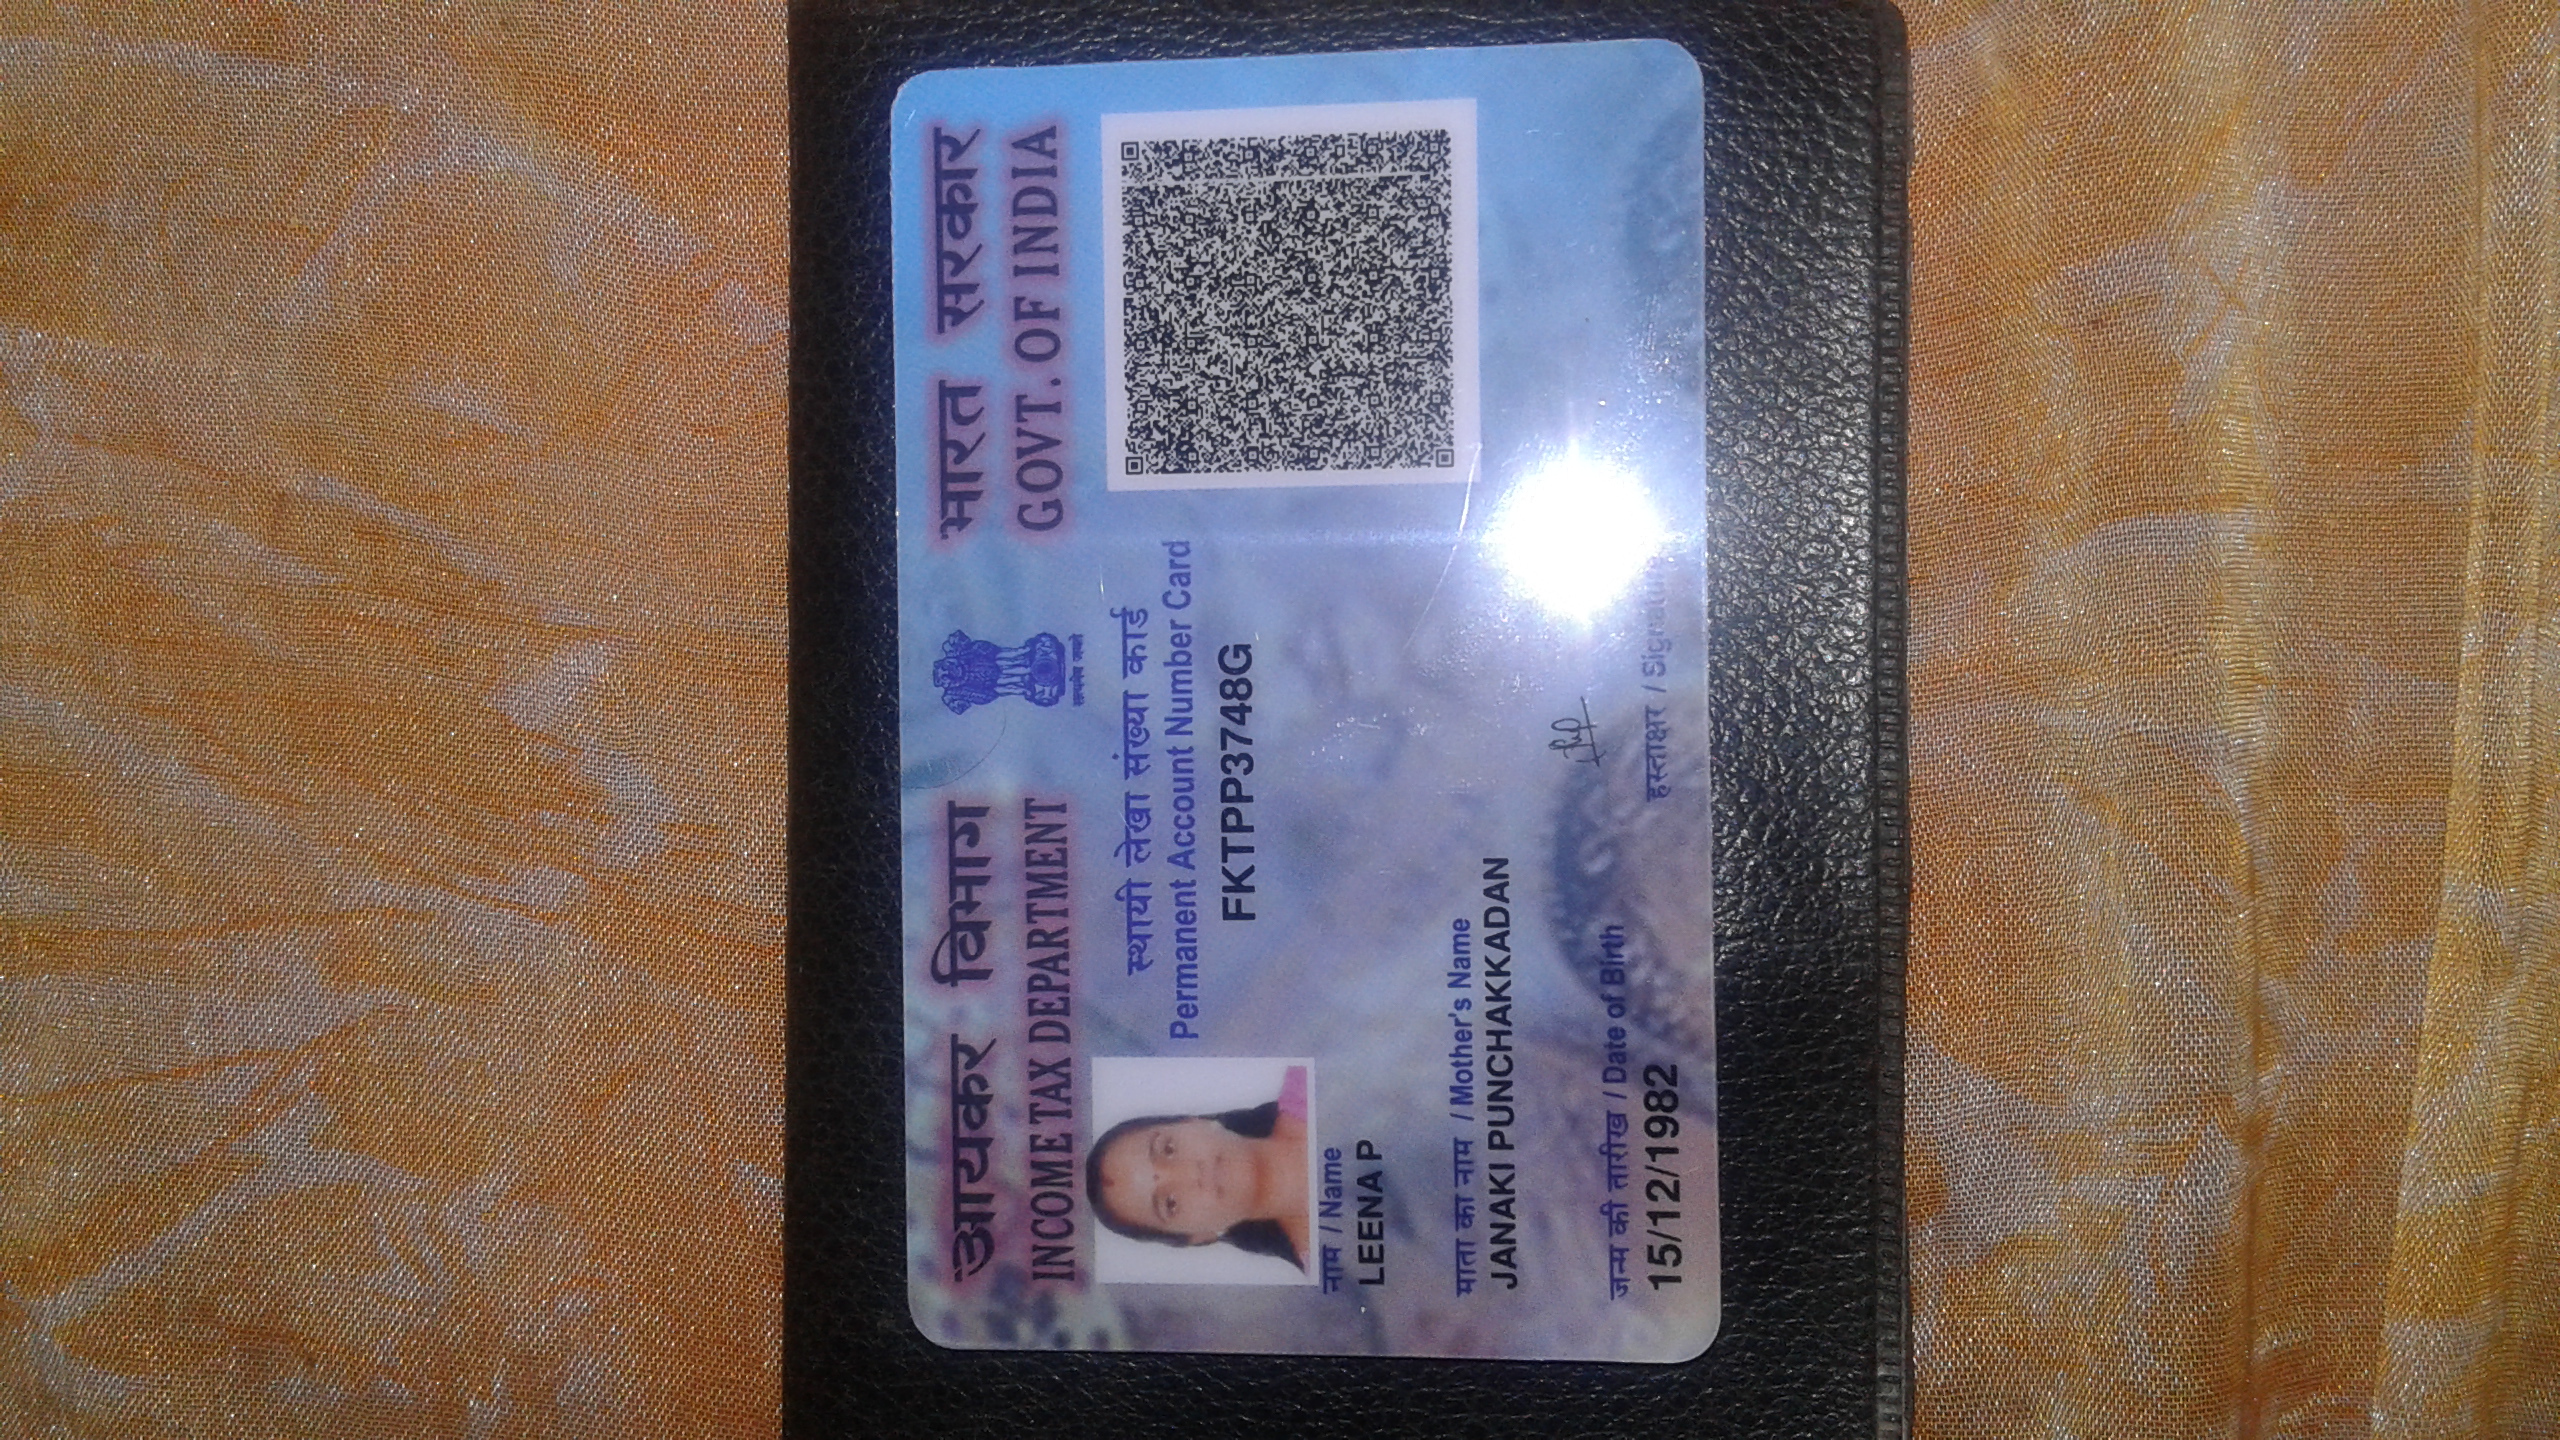 आयकर विभाग
INCOME TAX DEPARTMENT
सत्यमेव जयते
भारत सरकार
GOVT. OF INDIA
स्थायी लेखा संख्या कार्ड
Permanent Account Number Card
FKTPP3748G
नाम / Name
LEENA P
माता का नाम / Mother's Name
JANAKI PUNCHAKKADAN
जन्म की तारीख / Date of Birth
15/12/1982
हस्ताक्षर / Signature